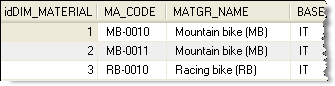 idDIM_MATERIAL MA_CODE MATGR_NAME BASE
1 MB-0010 Mountain bike (MB) IT
2 MB-0011 Mountain bike (MB) IT
3 RB-0010 Racing bike (RB) IT